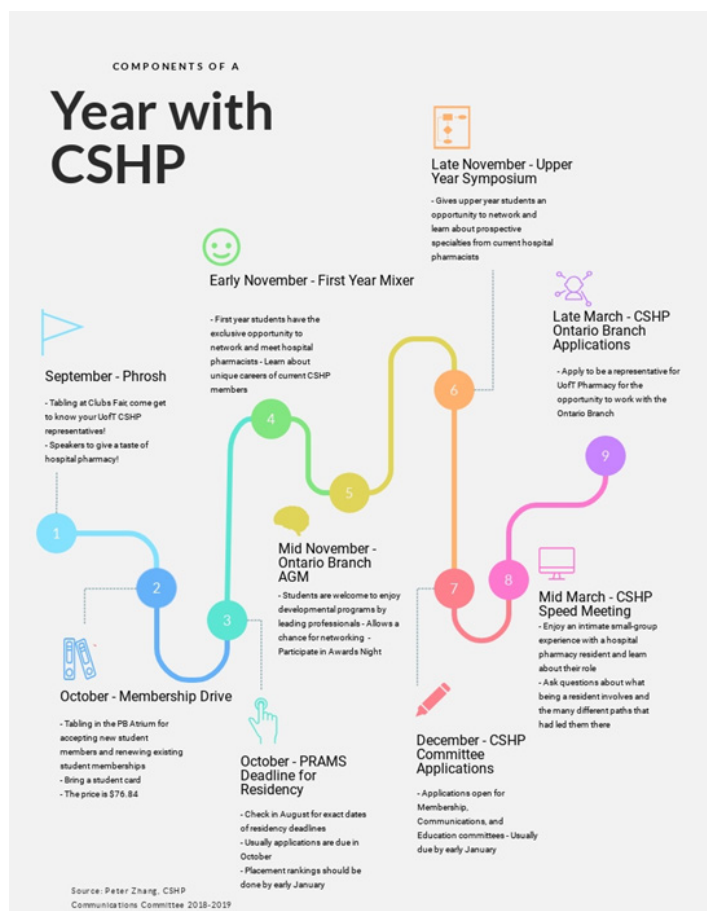 COMPONENTS OF A
Year with
CSHP
September - Phrosh
- Tabling at Clubs Fair, come get
to know your UofT CSHP
representatives!
- Speakers to give a taste of
hospital pharmacy!
1
2
October - Membership Drive
- Tabling in the PB Atrium for
accepting new student
members and renewing existing
student memberships
- Bring a student card
- The price is $76.84
3
October - PRAMS
Deadline for
Residency
- Check in August for exact dates
of residency deadlines
- Usually applications are due in
October
- Placement rankings should be
done by early January
Early November - First Year Mixer
- First year students have the
exclusive opportunity to
network and meet hospital
pharmacists - Learn about
unique careers of current CSHP
members
4
5
Mid November -
Ontario Branch
AGM
- Students are welcome to enjoy
developmental programs by
leading professionals - Allows a
chance for networking -
Participate in Awards Night
Late November - Upper
Year Symposium
- Gives upper year students an
opportunity to network and
learn about prospective
specialties from current hospital
pharmacists
6
7
December - CSHP
Committee
Applications
- Applications open for
Membership,
Communications, and
Education committees - Usually
due by early January
8
Mid March - CSHP
Speed Meeting
- Enjoy an intimate small-group
experience with a hospital
pharmacy resident and learn
about their role
- Ask questions about what
being a resident involves and
the many different paths that
had led them there
Late March - CSHP
Ontario Branch
Applications
- Apply to be a representative for
UofT Pharmacy for the
opportunity to work with the
Ontario Branch
9
Source: Peter Zhang, CSHP
Communications Committee 2018-2019